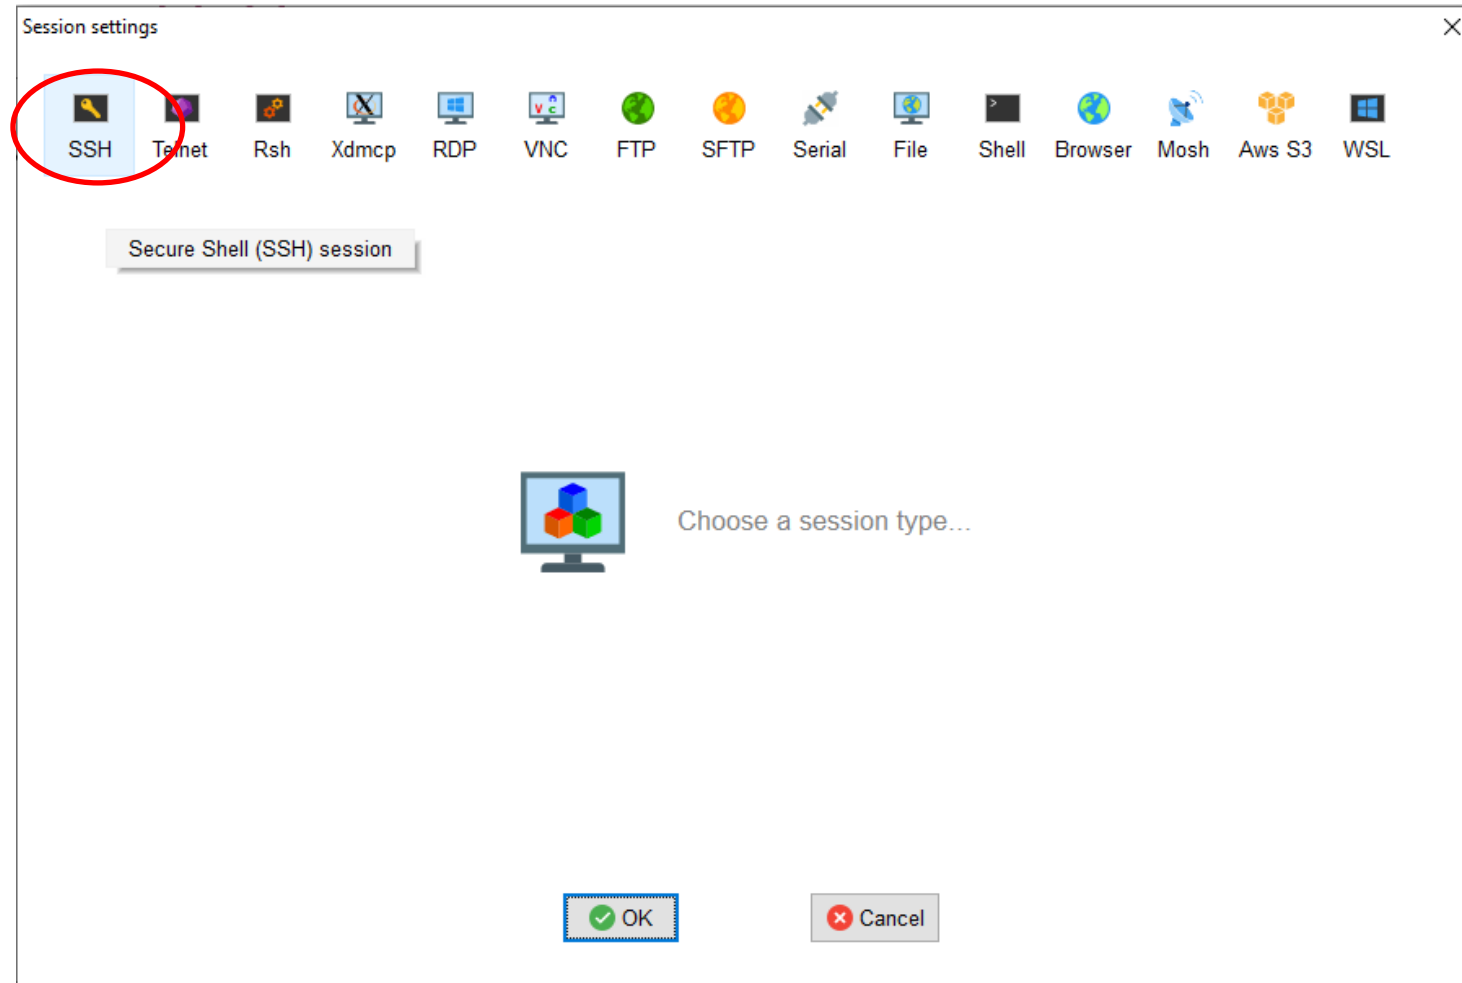 Session settings
SSH Telnet Rsh Xdmcp RDP VNC FTP SFTP Serial File Shell Browser Mosh Aws S3 WSL
Secure Shell (SSH) session
Choose a session type...
OK Cancel